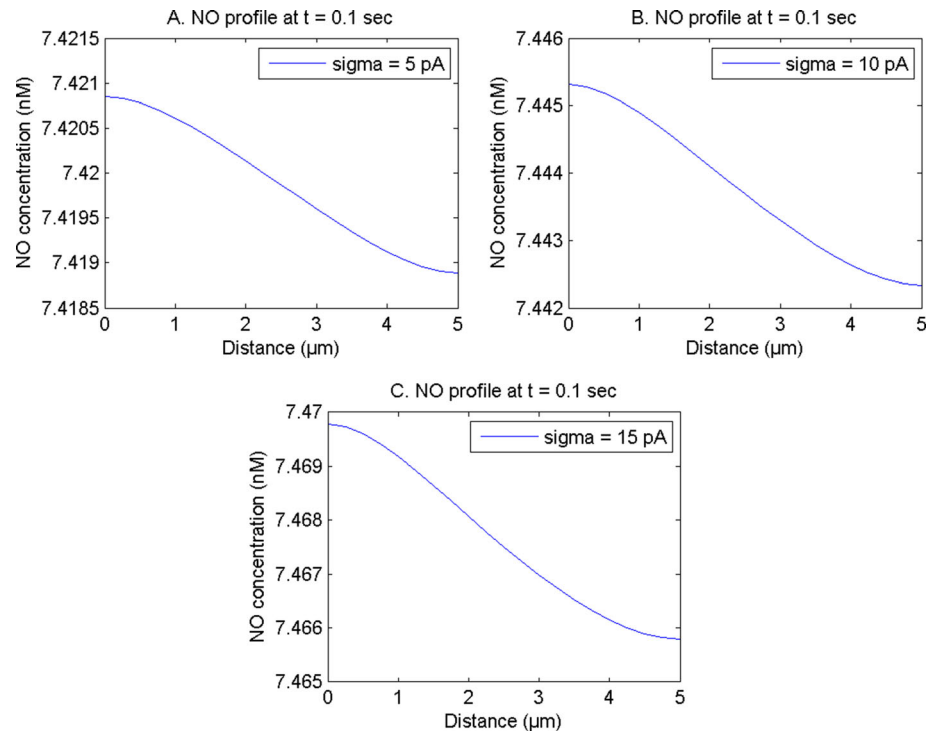 A. NO profile at t = 0.1 sec
7.4215
7.421
7.4205
7.42
7.4195
7.419
7.4185
NO concentration (nM)
sigma = 5 pA
0 1 2 3 4 5
Distance (µm)
B. NO profile at t = 0.1 sec
7.446
7.445
7.444
7.443
7.442
NO concentration (nM)
sigma = 10 pA
0 1 2 3 4 5
Distance (µm)
C. NO profile at t = 0.1 sec
7.47
7.469
7.468
7.467
7.466
7.465
NO concentration (nM)
sigma = 15 pA
0 1 2 3 4 5
Distance (µm)